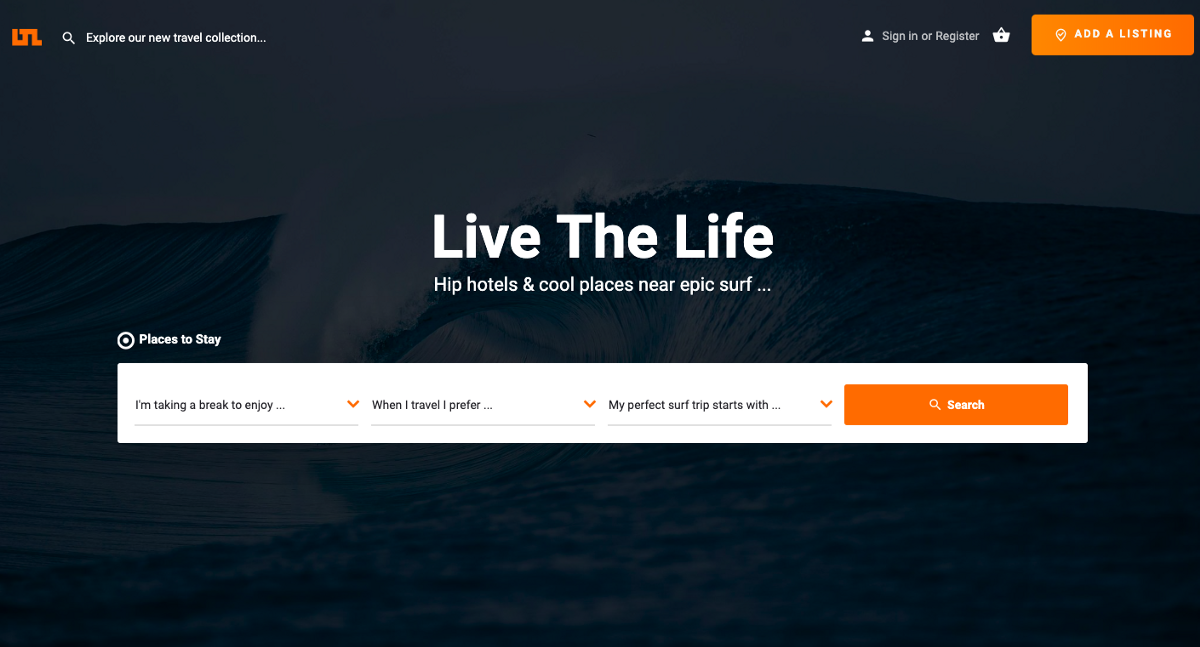 LTL
Explore our new travel collection...
Sign in or Register
ADD A LISTING
Live The Life
Hip hotels & cool places near epic surf ...
Places to Stay
I'm taking a break to enjoy ...
When I travel I prefer ...
My perfect surf trip starts with ...
Search